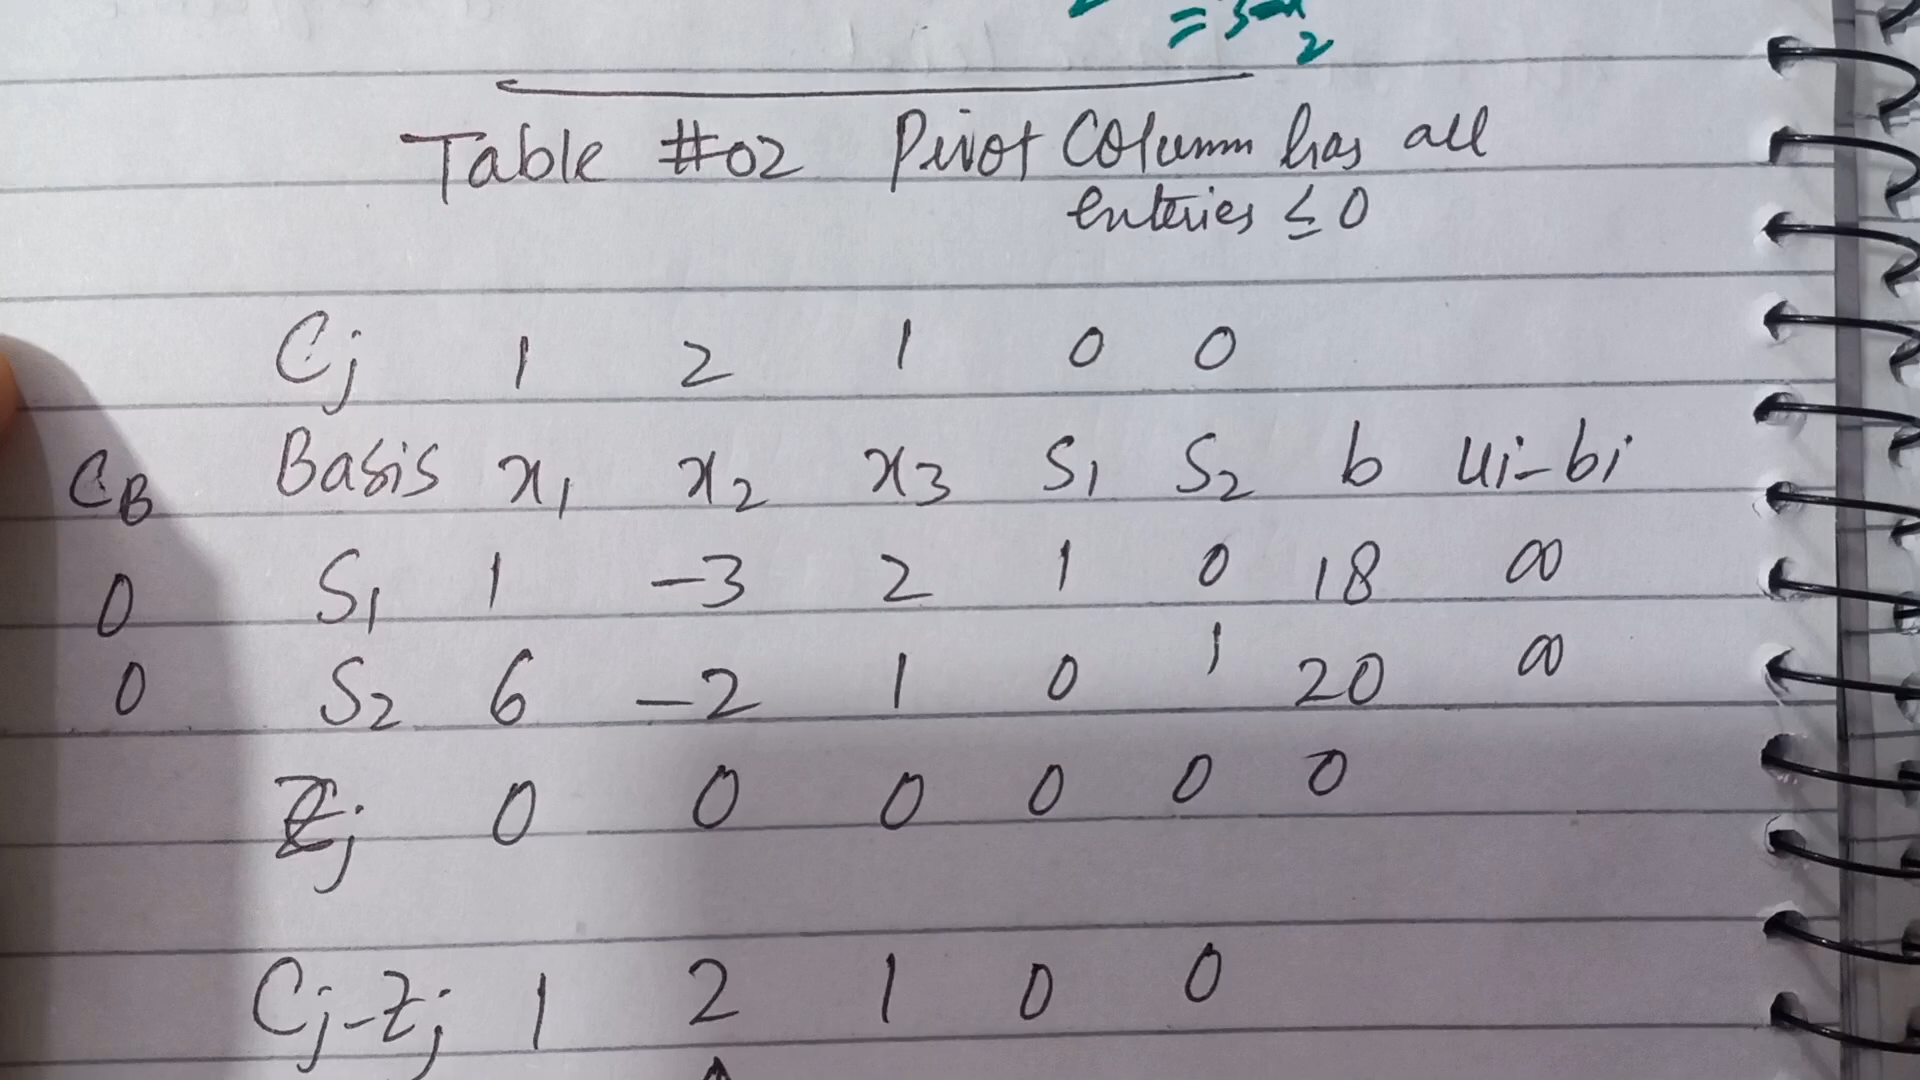 2
Table #02 Pivot Column has all
enteries ≤ 0
Cj 1 2 1 0 0
CB Basis x1 x2 x3 S1 S2 b ui-bi
0 S1 1 -3 2 1 0 18 ∞
0 S2 6 -2 1 0 1 20 ∞
Zj 0 0 0 0 0 0
Cj-Zj 1 2 1 0 0